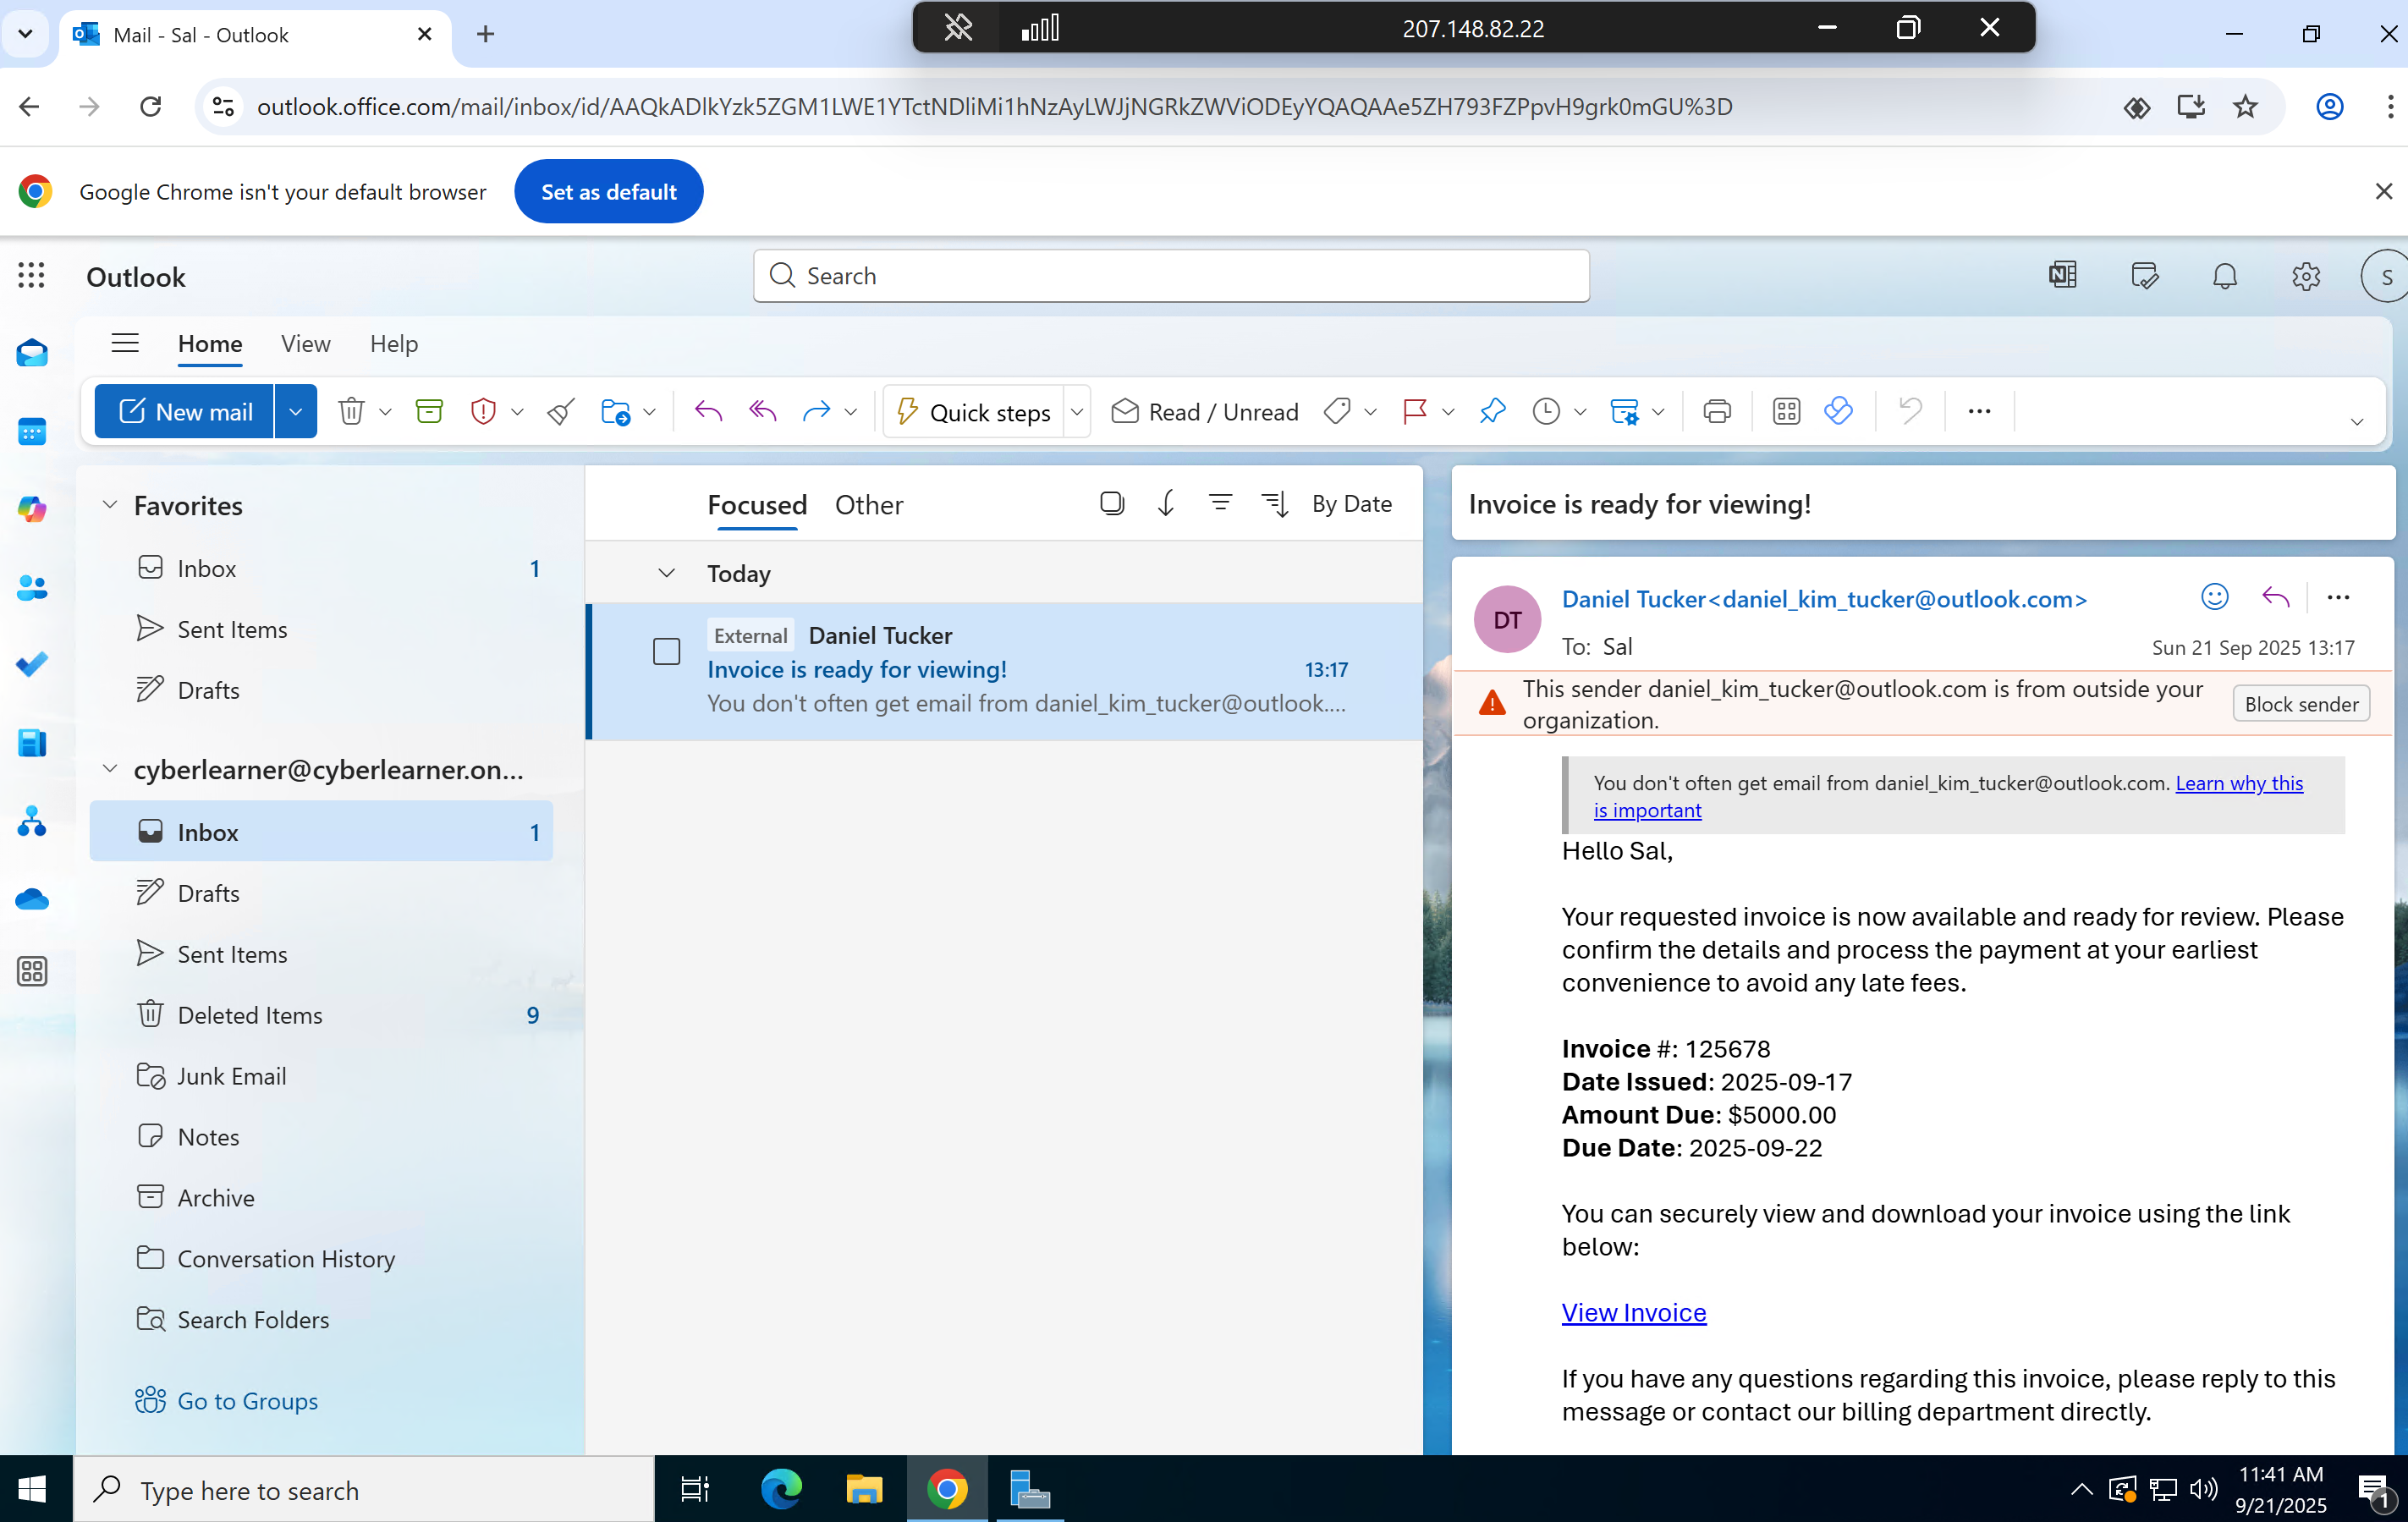 Mail - Sal - Outlook
207.148.82.22
outlook.office.com/mail/inbox/id/AAQkADlkYzk5ZGM1LWE1YTctNDliMi1hNzAyLWJjNGRkZWViODEyYQAQAAe5ZH793FZPpvH9grk0mGU%3D
Google Chrome isn't your default browser
Set as default
Outlook
Search
S
Home
View
Help
New mail
Quick steps
Read / Unread
Favorites
Inbox 1
Sent Items
Drafts
cyberlearner@cyberlearner.on...
Inbox 1
Drafts
Sent Items
Deleted Items 9
Junk Email
Notes
Archive
Conversation History
Search Folders
Go to Groups
Focused
Other
By Date
Today
External Daniel Tucker
Invoice is ready for viewing! 13:17
You don't often get email from daniel_kim_tucker@outlook....
Invoice is ready for viewing!
DT
Daniel Tucker<daniel_kim_tucker@outlook.com>
To: Sal
Sun 21 Sep 2025 13:17
This sender daniel_kim_tucker@outlook.com is from outside your
organization.
Block sender
You don't often get email from daniel_kim_tucker@outlook.com. Learn why this
is important
Hello Sal,
Your requested invoice is now available and ready for review. Please
confirm the details and process the payment at your earliest
convenience to avoid any late fees.
Invoice #: 125678
Date Issued: 2025-09-17
Amount Due: $5000.00
Due Date: 2025-09-22
You can securely view and download your invoice using the link
below:
View Invoice
If you have any questions regarding this invoice, please reply to this
message or contact our billing department directly.
Type here to search
11:41 AM
9/21/2025
1